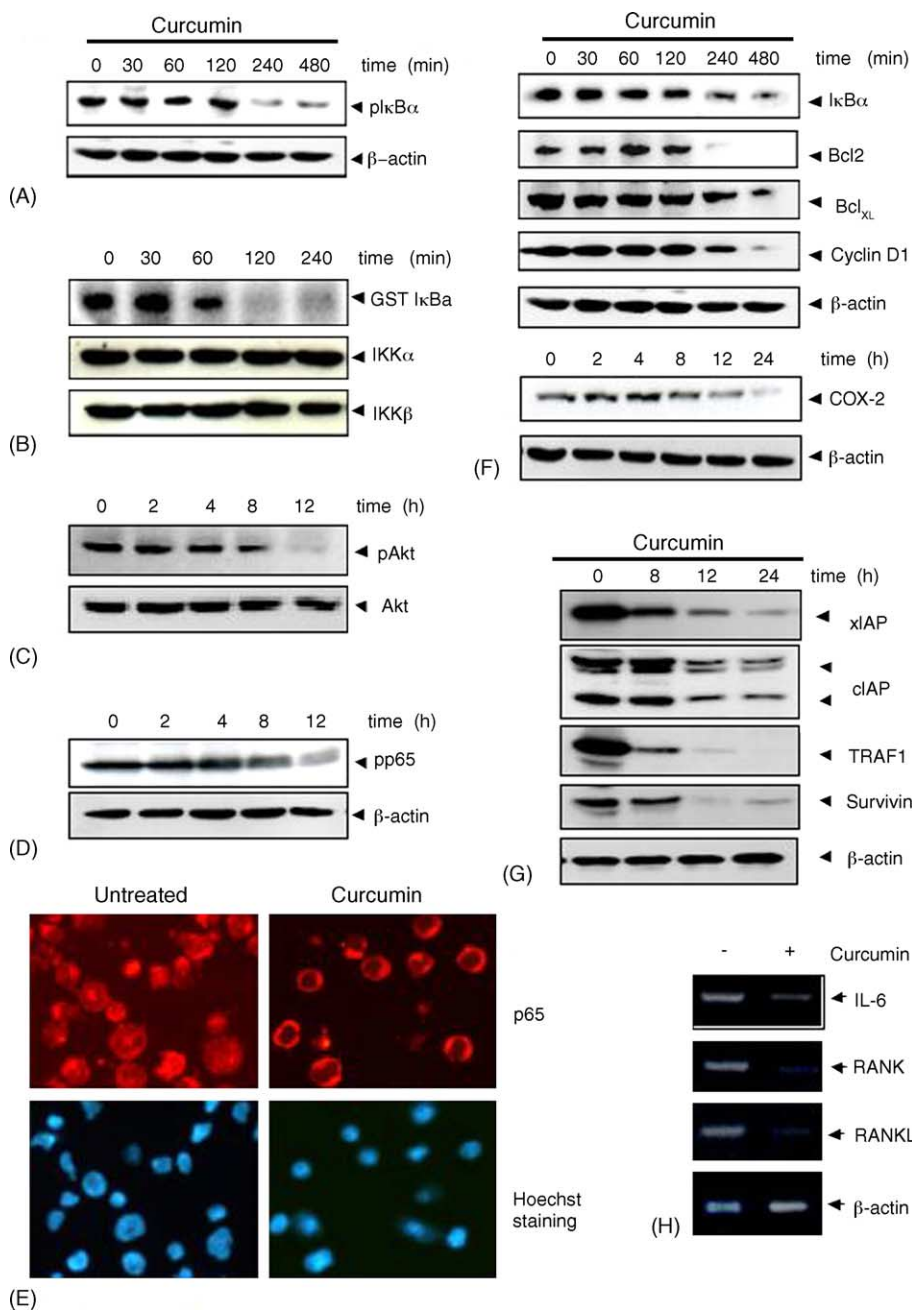 Curcumin
0 30 60 120 240 480 time (min)
pIκBα
β–actin
(A)
0 30 60 120 240 time (min)
GST IκBa
IKKα
IKKβ
(B)
0 2 4 8 12 time (h)
pAkt
Akt
(C)
0 2 4 8 12 time (h)
pp65
β-actin
(D)
Untreated Curcumin
p65
Hoechst
staining
(E)
Curcumin
0 30 60 120 240 480 time (min)
IκBα
Bcl2
BclXL
Cyclin D1
β-actin
0 2 4 8 12 24 time (h)
COX-2
β-actin
(F)
Curcumin
0 8 12 24 time (h)
xIAP
cIAP
TRAF1
Survivin
β-actin
(G)
- + Curcumin
IL-6
RANK
RANKL
β-actin
(H)